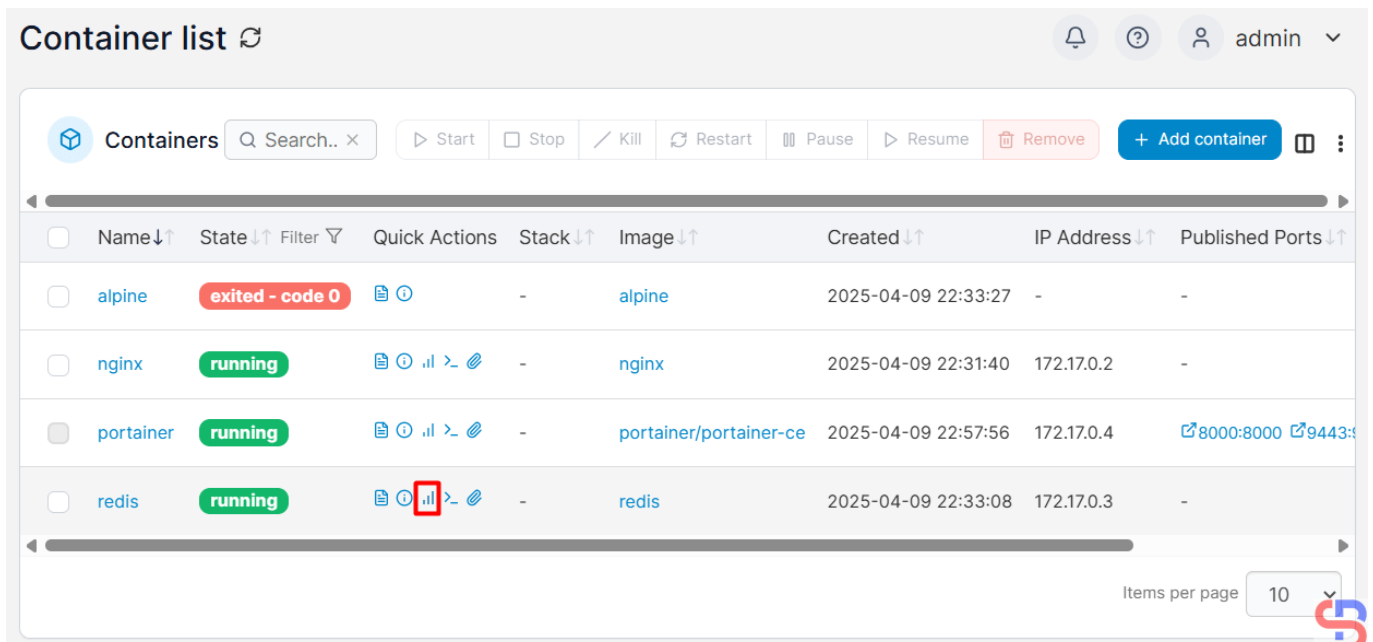 Container list
admin
Containers Search.. Start Stop Kill Restart Pause Resume Remove + Add container
Name State Filter Quick Actions Stack Image Created IP Address Published Ports
alpine exited - code 0 - alpine 2025-04-09 22:33:27 - -
nginx running - nginx 2025-04-09 22:31:40 172.17.0.2 -
portainer running - portainer/portainer-ce 2025-04-09 22:57:56 172.17.0.4 8000:8000 9443:
redis running - redis 2025-04-09 22:33:08 172.17.0.3 -
Items per page 10